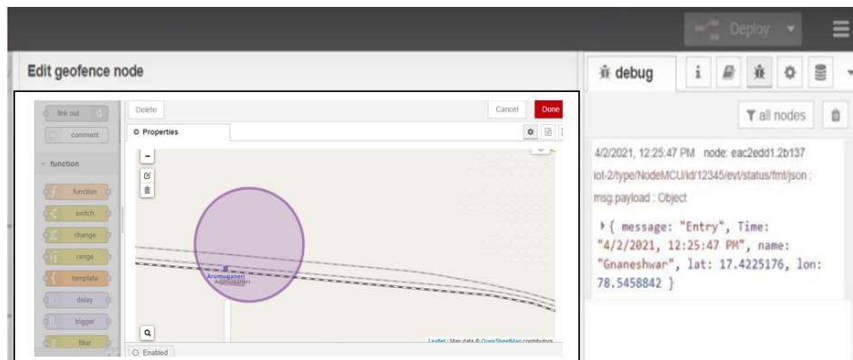 Deploy
Edit geofence node
debug
i
all nodes
link out
comment
function
function
switch
change
range
template
delay
trigger
filter
Delete
Cancel
Done
Properties
Arumuganeri
Arumuganeri
Leaflet | Map data © OpenStreetMap contributors
Enabled
4/2/2021, 12:25:47 PM node: eac2edd1.2b137
iot-2/type/NodeMCU/id/12345/evt/status/fmt/json :
msg.payload : Object
{ message: "Entry", Time:
"4/2/2021, 12:25:47 PM", name:
"Gnaneshwar", lat: 17.4225176, lon:
78.5458842 }